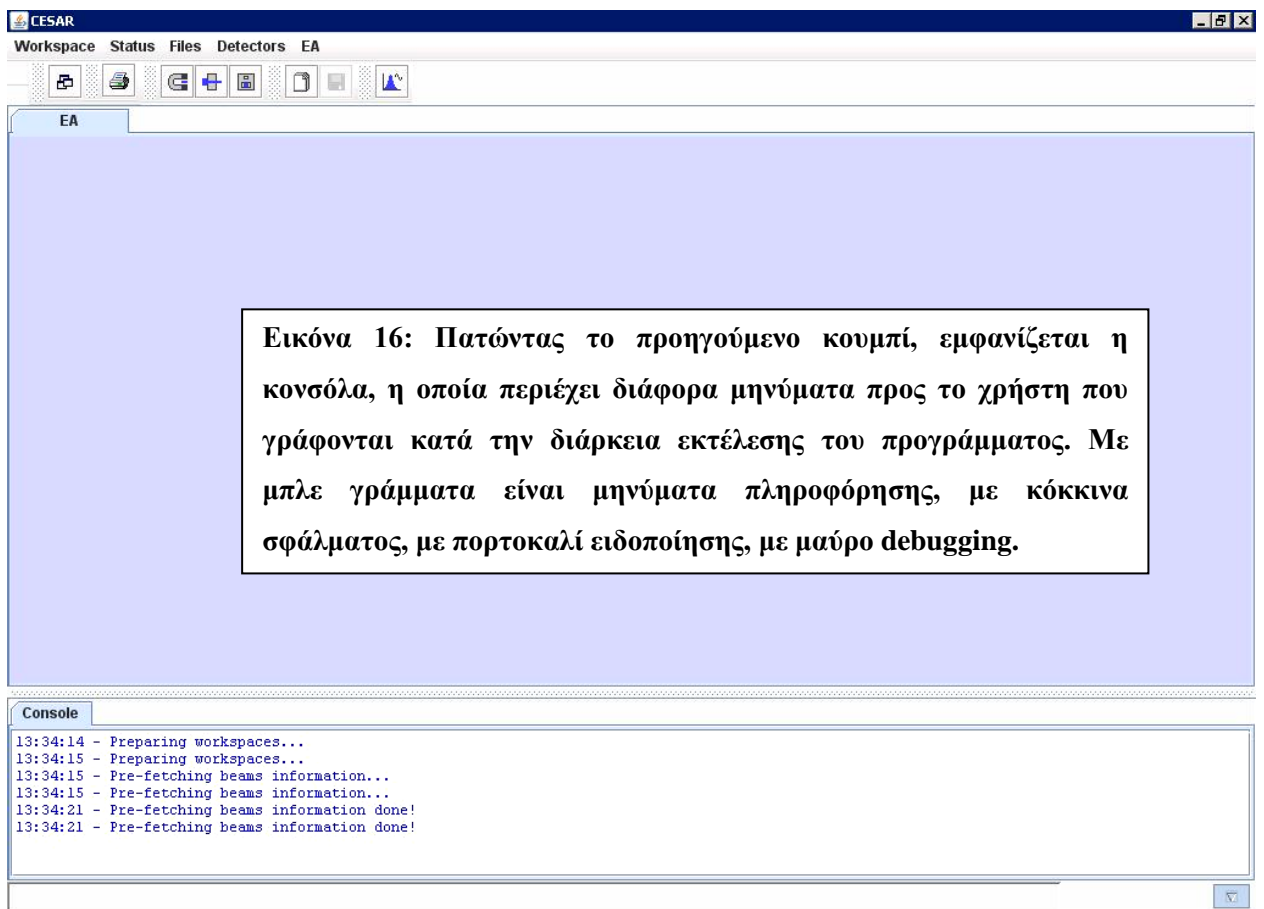 CESAR
Workspace Status Files Detectors EA
EA
Εικόνα 16: Πατώντας το προηγούμενο κουμπί, εμφανίζεται η
κονσόλα, η οποία περιέχει διάφορα μηνύματα προς το χρήστη που
γράφονται κατά την διάρκεια εκτέλεσης του προγράμματος. Με
μπλε γράμματα είναι μηνύματα πληροφόρησης, με κόκκινα
σφάλματος, με πορτοκαλί ειδοποίησης, με μαύρο debugging.
Console
13:34:14 - Preparing workspaces...
13:34:15 - Preparing workspaces...
13:34:15 - Pre-fetching beams information...
13:34:15 - Pre-fetching beams information...
13:34:21 - Pre-fetching beams information done!
13:34:21 - Pre-fetching beams information done!